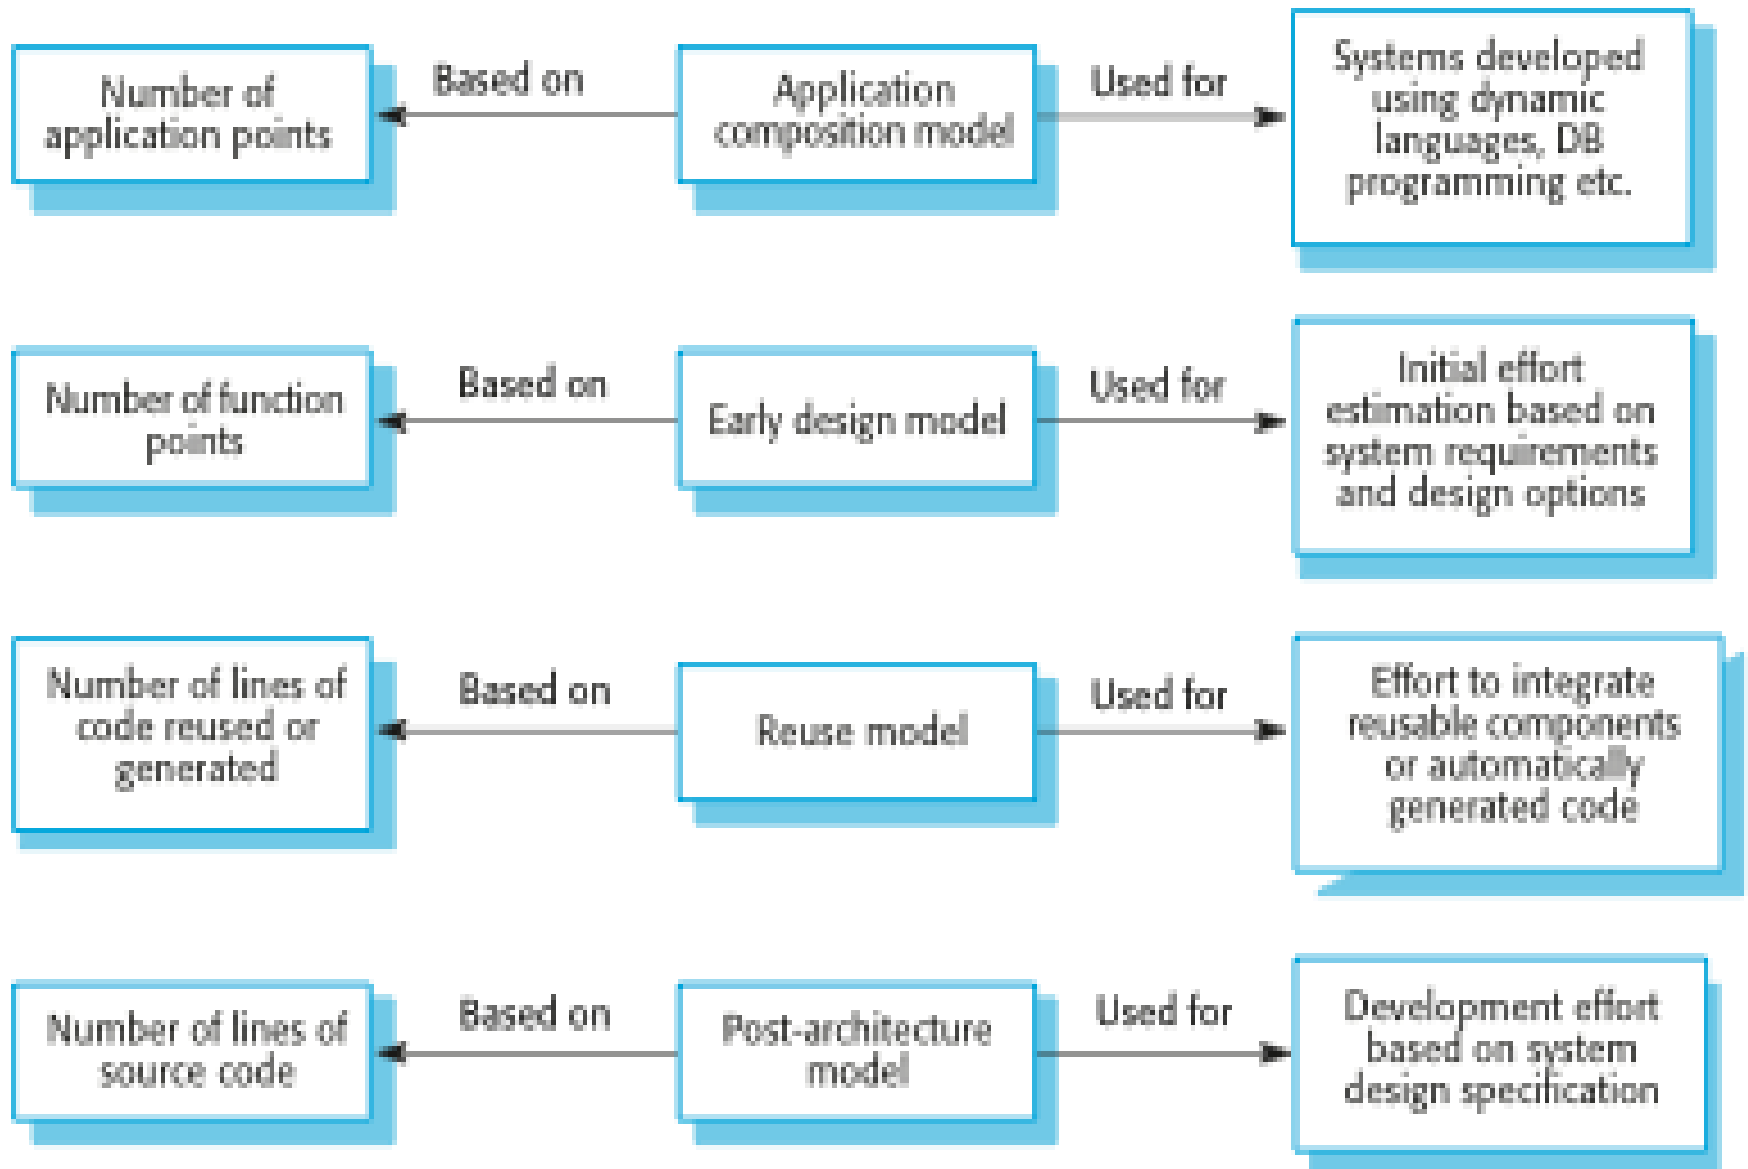 Number of
application points
Based on
Application
composition model
Used for
Systems developed
using dynamic
languages, DB
programming etc.
Number of function
points
Based on
Early design model
Used for
Initial effort
estimation based on
system requirements
and design options
Number of lines of
code reused or
generated
Based on
Reuse model
Used for
Effort to integrate
reusable components
or automatically
generated code
Number of lines of
source code
Based on
Post-architecture
model
Used for
Development effort
based on system
design specification